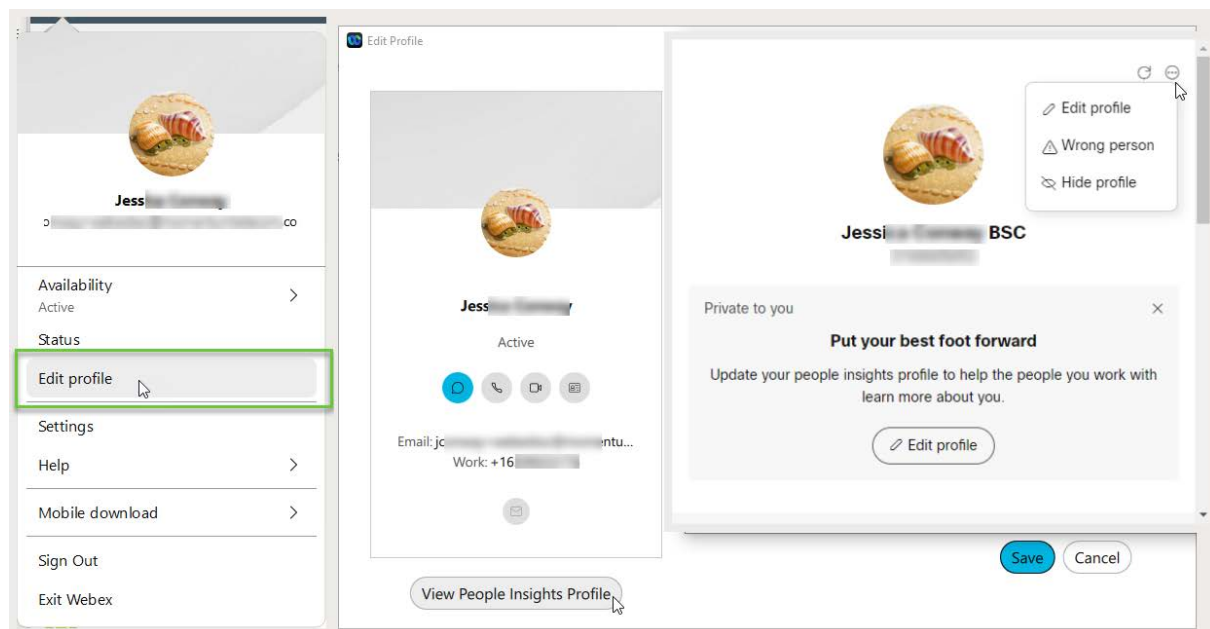 Jess
co
Availability
Active
Status
Edit profile
Settings
Help
Mobile download
Sign Out
Exit Webex
Edit Profile
Jess
Active
Email: jc ntu...
Work: +16
View People Insights Profile
Edit profile
Wrong person
Hide profile
Jessi BSC
Private to you
Put your best foot forward
Update your people insights profile to help the people you work with
learn more about you.
Edit profile
Save Cancel